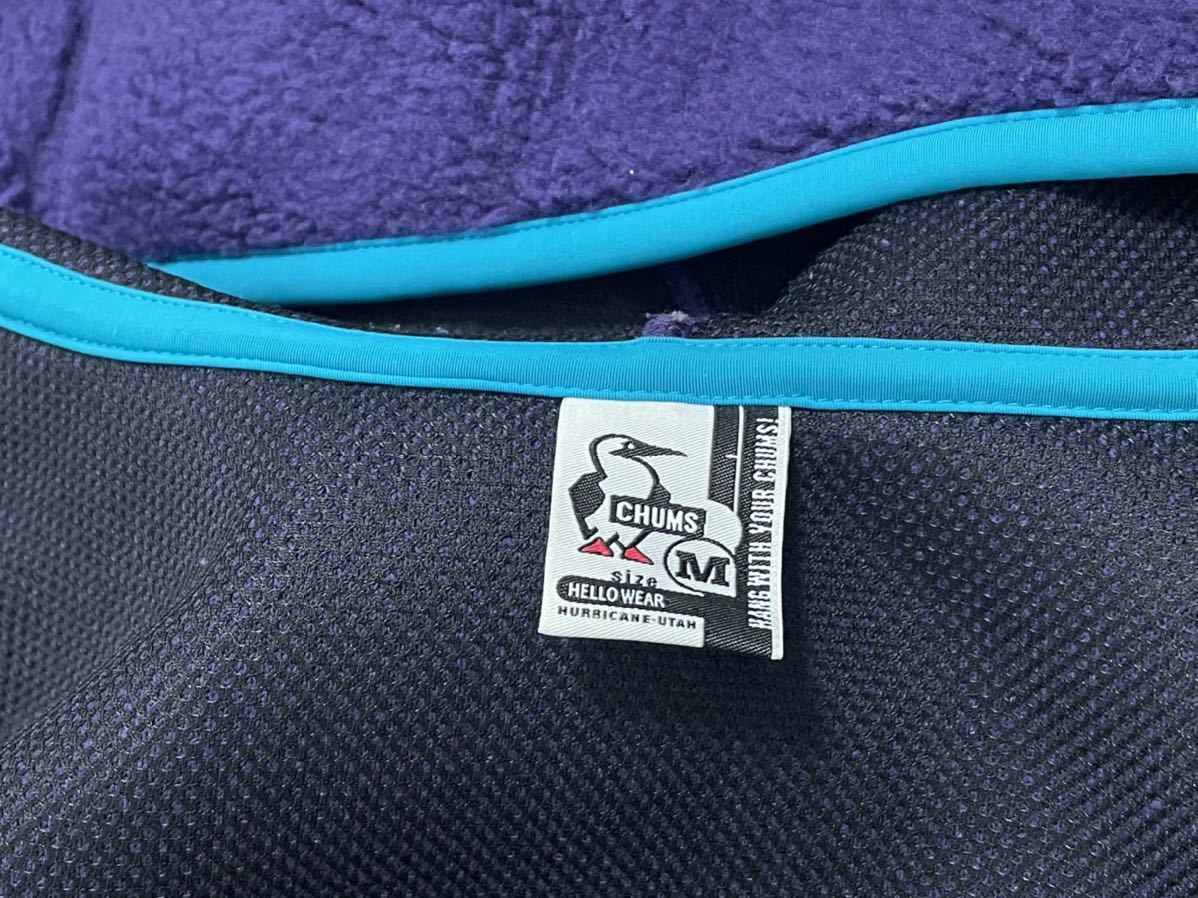 CHUMS
size M
HELLO WEAR
HURRICANE-UTAH
HANG WITH YOUR CHUMS!